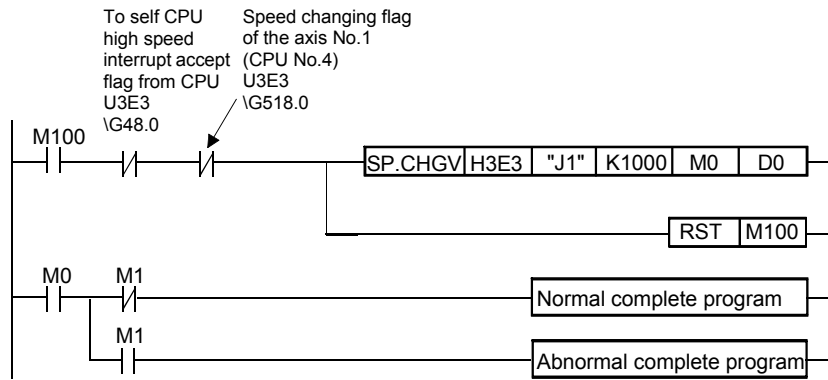 To self CPU
high speed
interrupt accept
flag from CPU
U3E3
\G48.0
Speed changing flag
of the axis No.1
(CPU No.4)
U3E3
\G518.0
M100
SP.CHGV H3E3 "J1" K1000 M0 D0
RST M100
M0 M1
Normal complete program
M1
Abnormal complete program